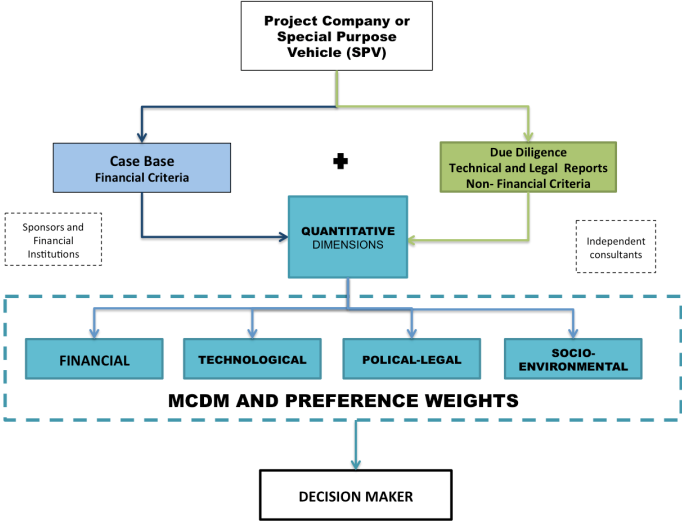 Project Company or
Special Purpose
Vehicle (SPV)
Case Base
Financial Criteria
Due Diligence
Technical and Legal Reports
Non- Financial Criteria
Sponsors and
Financial
Institutions
QUANTITATIVE
DIMENSIONS
Independent
consultants
FINANCIAL
TECHNOLOGICAL
POLICAL-LEGAL
SOCIO-
ENVIRONMENTAL
MCDM AND PREFERENCE WEIGHTS
DECISION MAKER